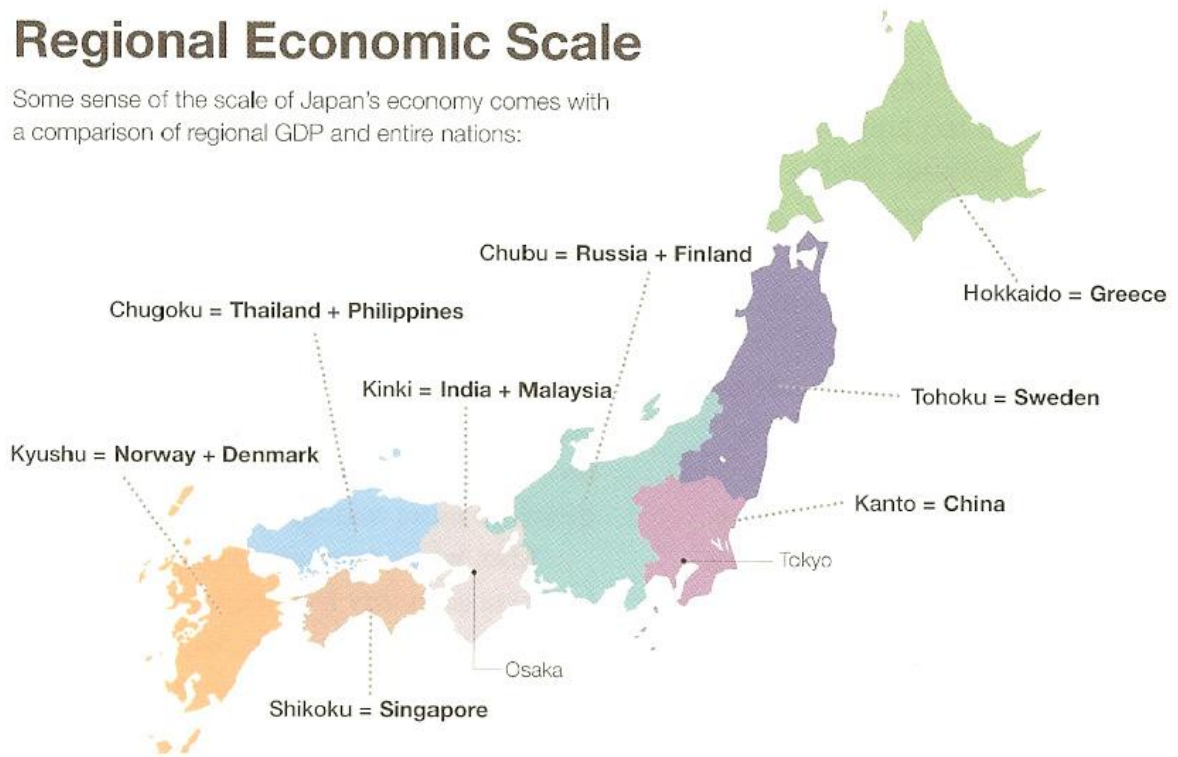 Regional Economic Scale
Some sense of the scale of Japan's economy comes with
a comparison of regional GDP and entire nations:
Chubu = Russia + Finland
Hokkaido = Greece
Chugoku = Thailand + Philippines
Kinki = India + Malaysia
Tohoku = Sweden
Kyushu = Norway + Denmark
Kanto = China
Tokyo
Osaka
Shikoku = Singapore